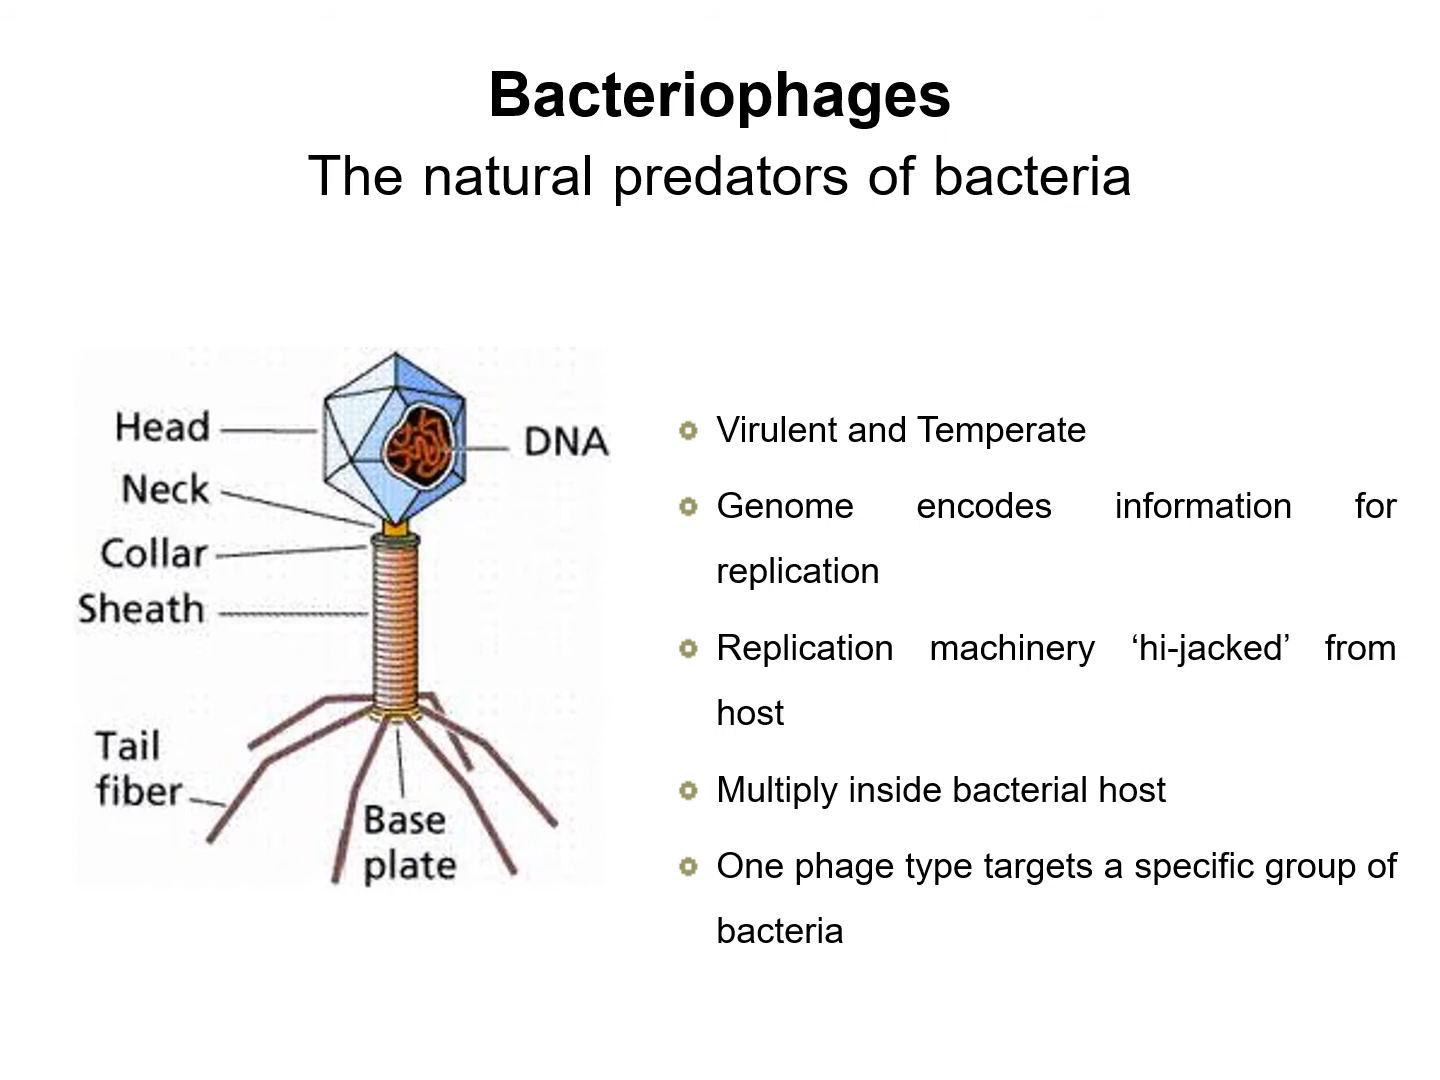 Bacteriophages
The natural predators of bacteria
Head
DNA
Neck
Collar
Sheath
Tail
fiber
Base
plate
Virulent and Temperate
Genome encodes information for
replication
Replication machinery ‘hi-jacked’ from
host
Multiply inside bacterial host
One phage type targets a specific group of
bacteria